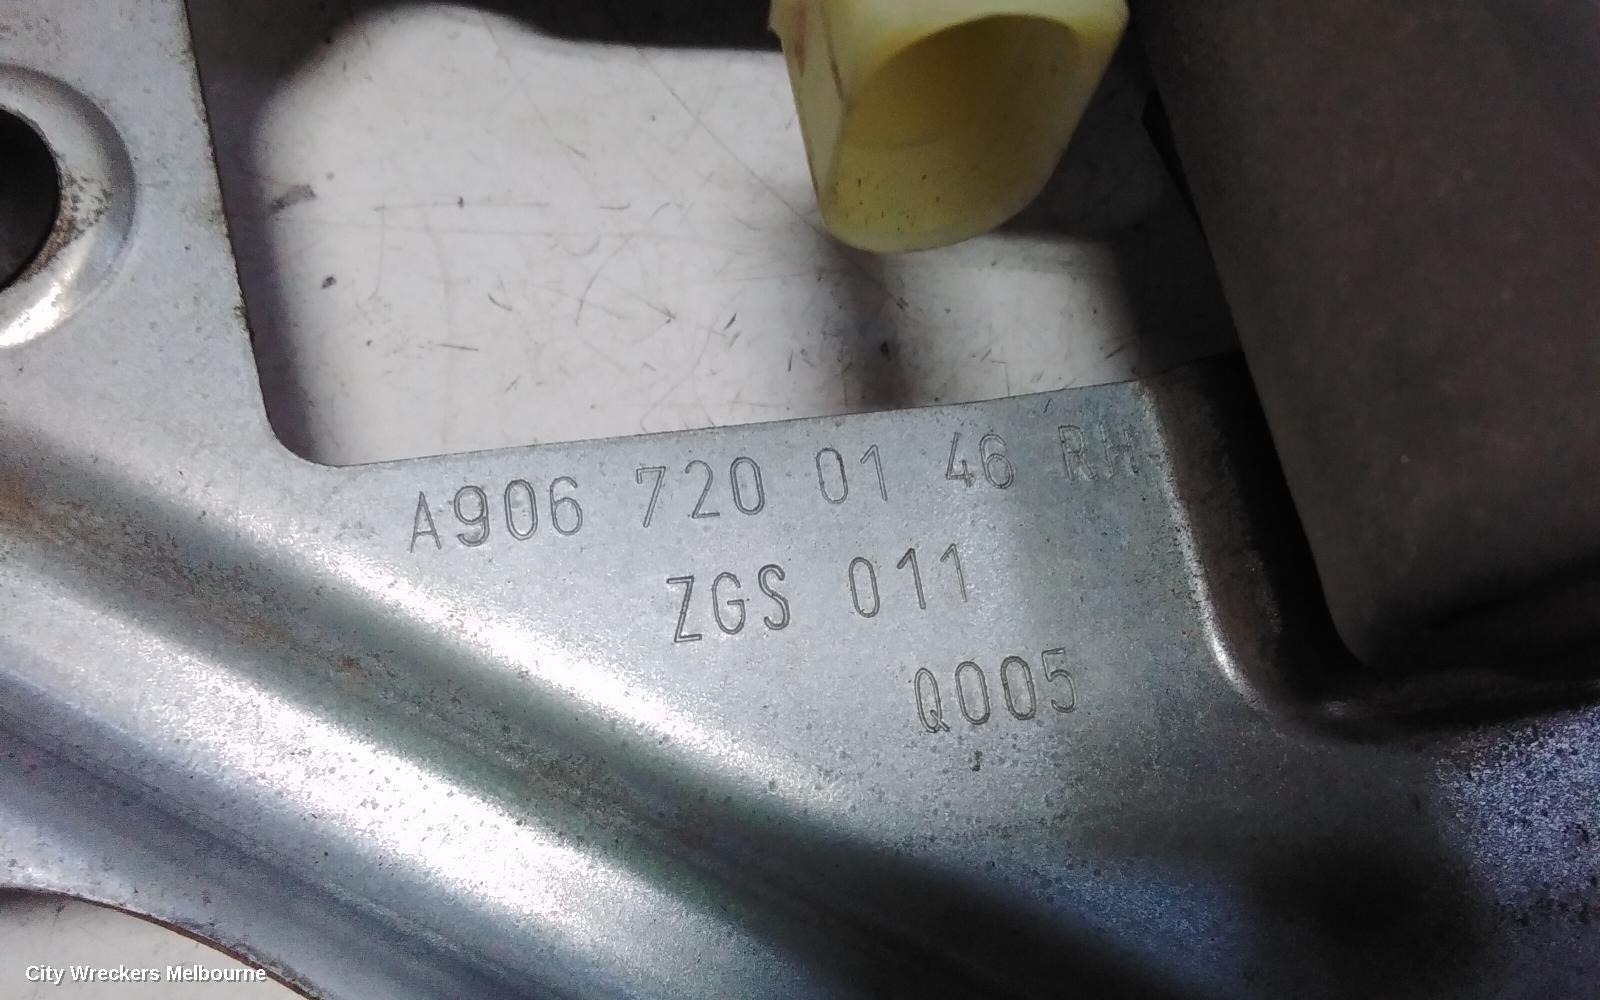 A906 720 01 46 RH
ZGS 011
Q005
City Wreckers Melbourne